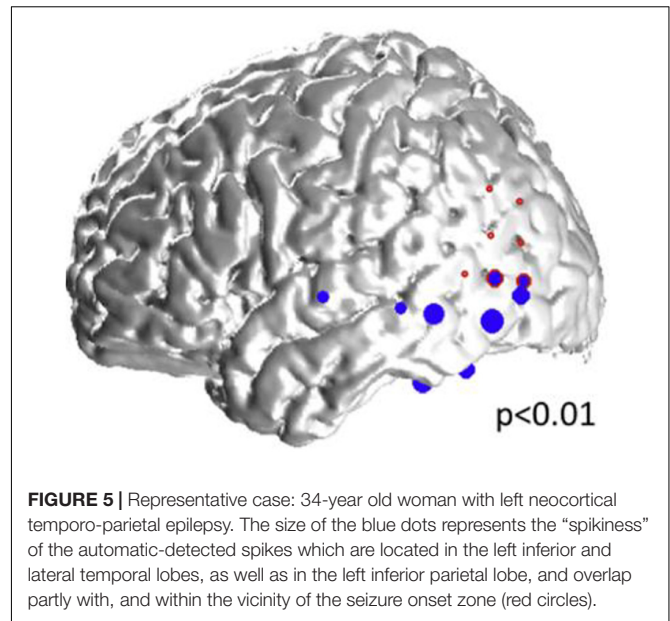 p<0.01
FIGURE 5 | Representative case: 34-year old woman with left neocortical
temporo-parietal epilepsy. The size of the blue dots represents the “spikiness”
of the automatic-detected spikes which are located in the left inferior and
lateral temporal lobes, as well as in the left inferior parietal lobe, and overlap
partly with, and within the vicinity of the seizure onset zone (red circles).